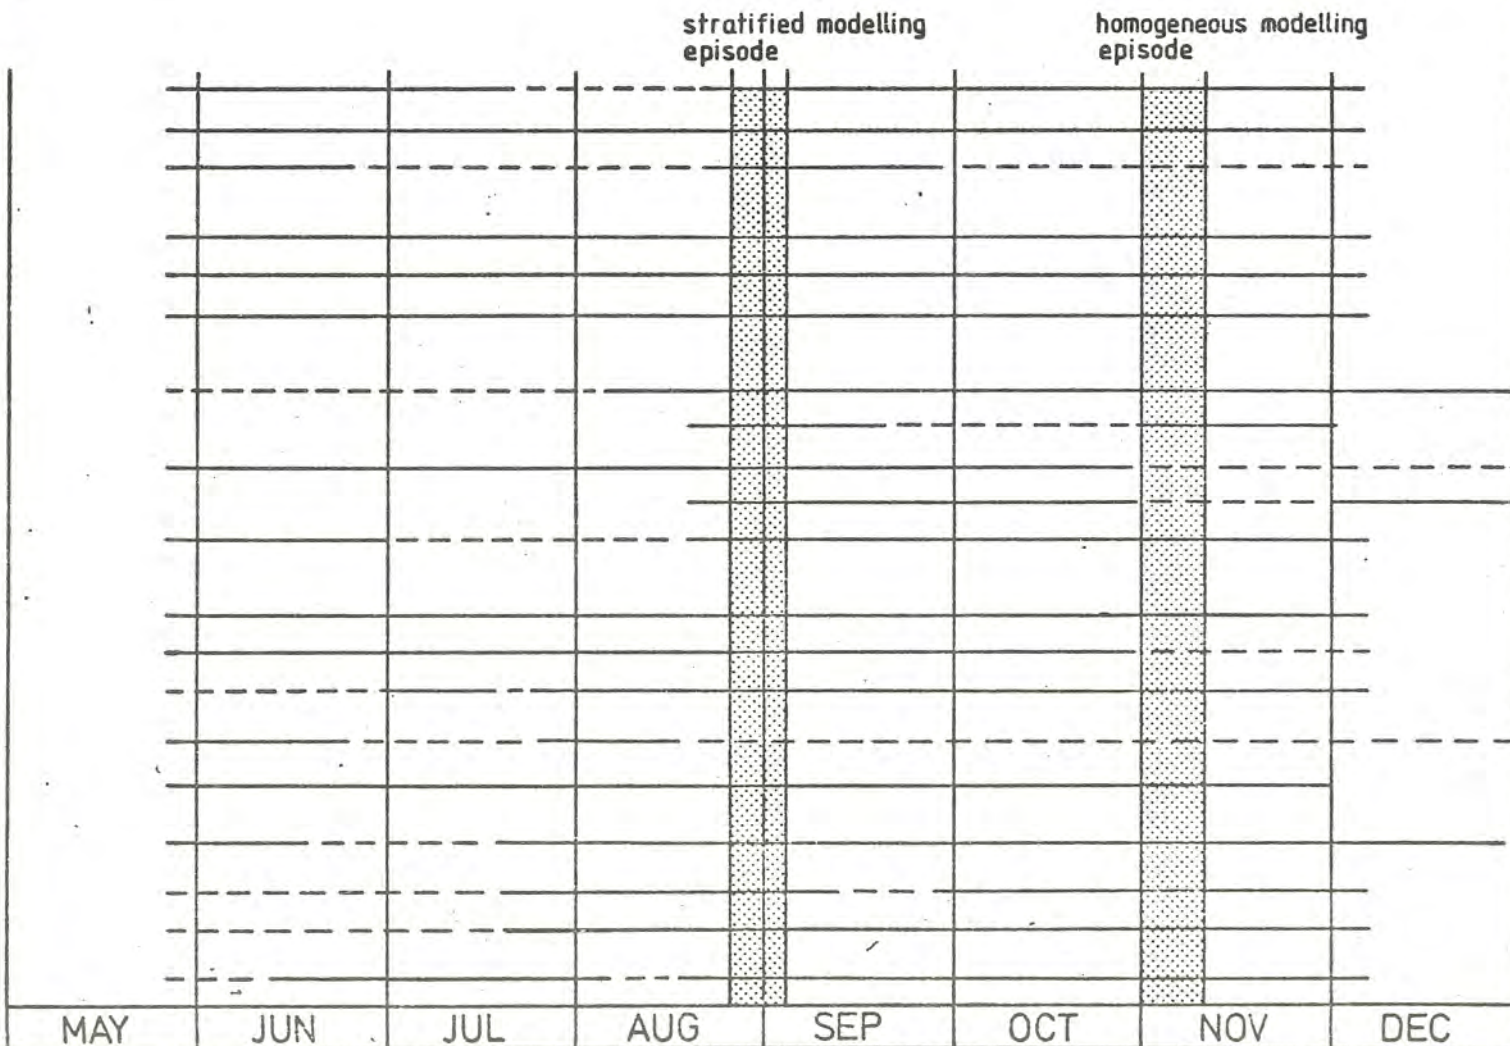 stratified modelling
episode
homogeneous modelling
episode
MAY JUN JUL AUG SEP OCT NOV DEC